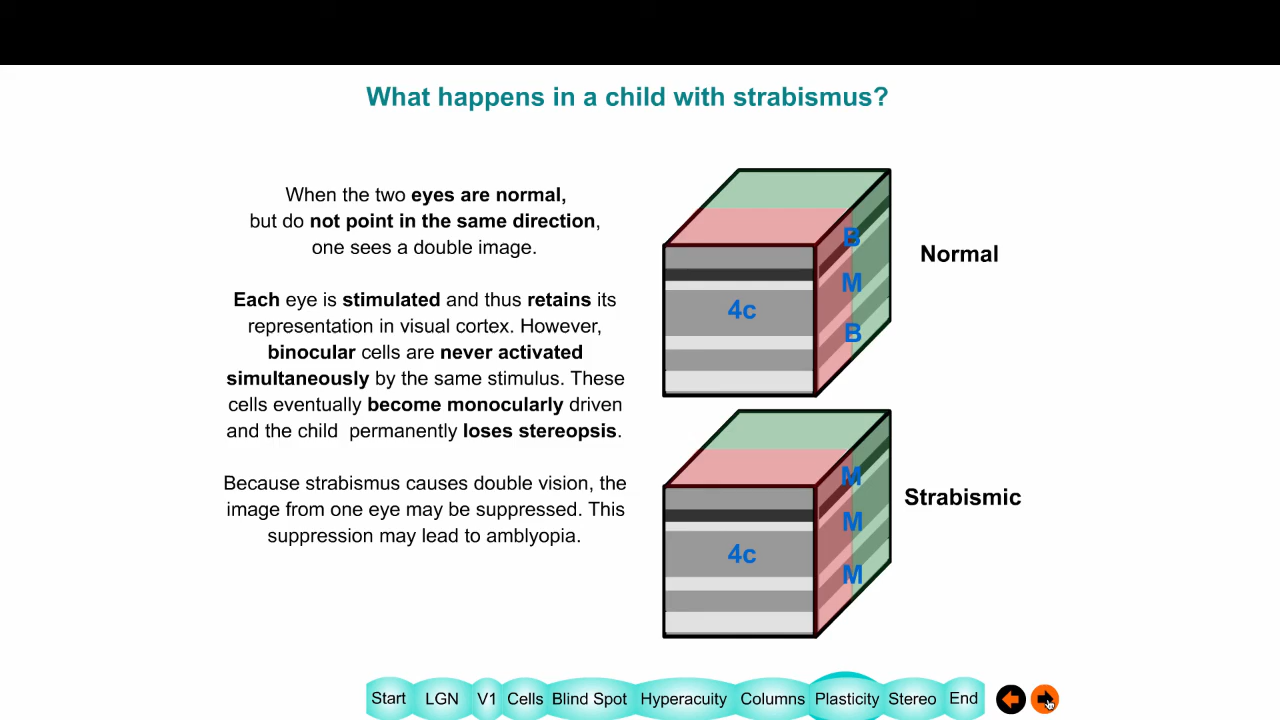 What happens in a child with strabismus?
When the two eyes are normal,
but do not point in the same direction,
one sees a double image.
Each eye is stimulated and thus retains its
representation in visual cortex. However,
binocular cells are never activated
simultaneously by the same stimulus. These
cells eventually become monocularly driven
and the child permanently loses stereopsis.
Because strabismus causes double vision, the
image from one eye may be suppressed. This
suppression may lead to amblyopia.
B
M
4c
B
Normal
M
M
4c
M
Strabismic
Start LGN V1 Cells Blind Spot Hyperacuity Columns Plasticity Stereo End